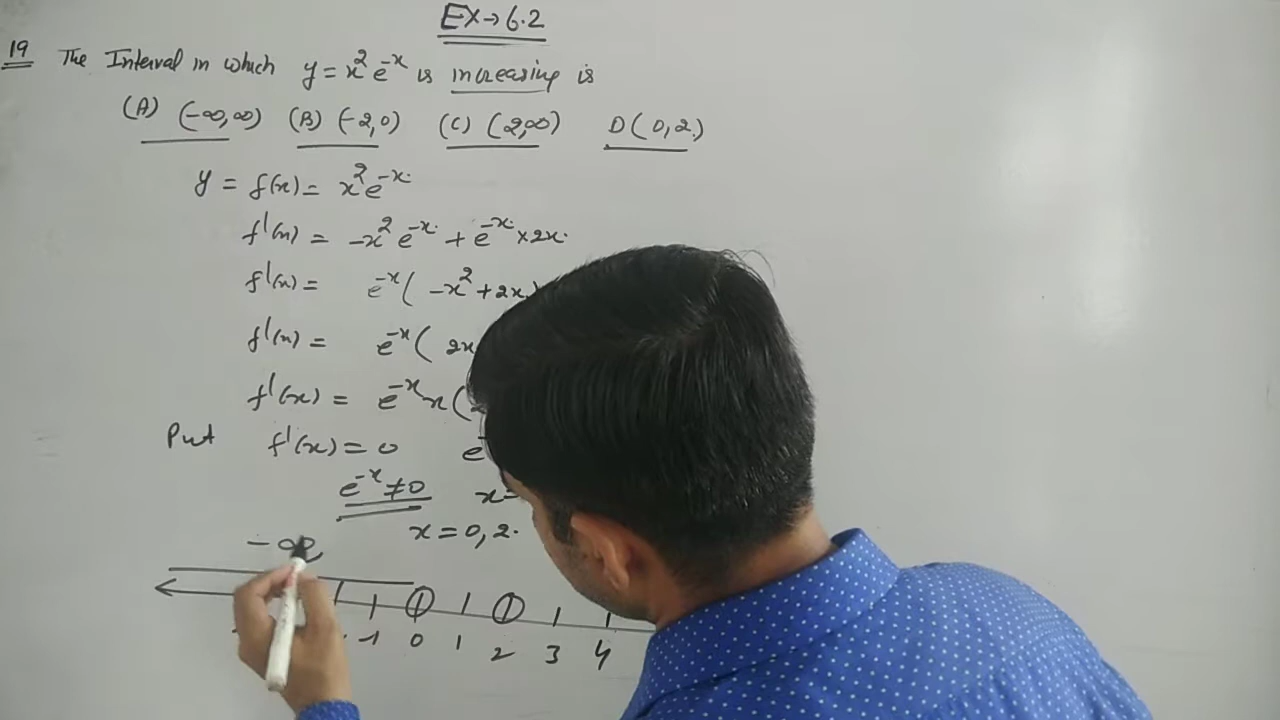 EX→6.2
19 The Interval in which y = x²e⁻ˣ is increasing is
(A) (-∞,∞) (B) (-2,0) (C) (2,∞) D (0,2)
y = f(x) = x²e⁻ˣ
f'(x) = -x²e⁻ˣ + e⁻ˣ × 2x
f'(x) = e⁻ˣ( -x² + 2x)
f'(x) = e⁻ˣ( 2x
f'(x) = e⁻ˣ x(
Put f'(x) = 0
e⁻ˣ ≠ 0 x =
x = 0, 2.
-∞
-1 0 1 2 3 4